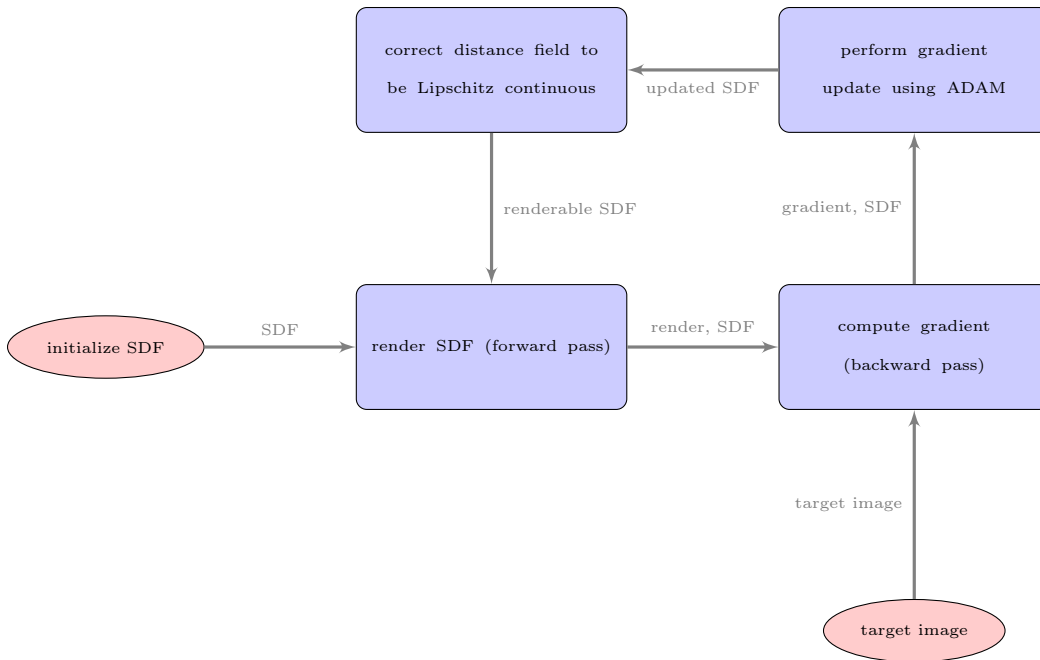 correct distance field to
be Lipschitz continuous
perform gradient
update using ADAM
updated SDF
renderable SDF
gradient, SDF
initialize SDF
SDF
render SDF (forward pass)
render, SDF
compute gradient
(backward pass)
target image
target image